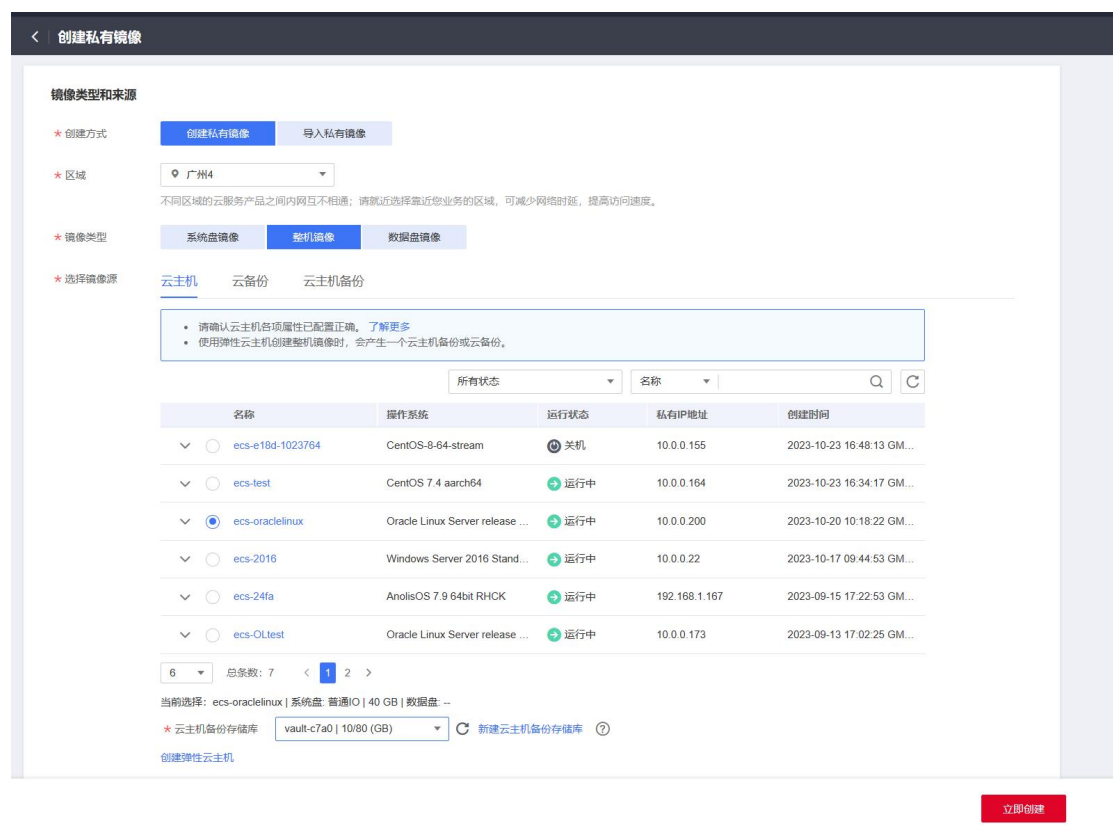 创建私有镜像
镜像类型和来源
* 创建方式 创建私有镜像 导入私有镜像
* 区域 广州4
不同区域的云服务产品之间内网互不相通；请就近选择靠近您业务的区域，可减少网络时延，提高访问速度。
* 镜像类型 系统盘镜像 整机镜像 数据盘镜像
* 选择镜像源 云主机 云备份 云主机备份
• 请确认云主机各项属性已配置正确。 了解更多
• 使用弹性云主机创建整机镜像时，会产生一个云主机备份或云备份。
所有状态 名称
名称 操作系统 运行状态 私有IP地址 创建时间
ecs-e18d-1023764 CentOS-8-64-stream 关机 10.0.0.155 2023-10-23 16:48:13 GM...
ecs-test CentOS 7.4 aarch64 运行中 10.0.0.164 2023-10-23 16:34:17 GM...
ecs-oraclelinux Oracle Linux Server release ... 运行中 10.0.0.200 2023-10-20 10:18:22 GM...
ecs-2016 Windows Server 2016 Stand... 运行中 10.0.0.22 2023-10-17 09:44:53 GM...
ecs-24fa AnolisOS 7.9 64bit RHCK 运行中 192.168.1.167 2023-09-15 17:22:53 GM...
ecs-OLtest Oracle Linux Server release ... 运行中 10.0.0.173 2023-09-13 17:02:25 GM...
6 总条数：7 < 1 2 >
当前选择：ecs-oraclelinux | 系统盘: 普通IO | 40 GB | 数据盘: --
* 云主机备份存储库 vault-c7a0 | 10/80 (GB) 新建云主机备份存储库 ?
创建弹性云主机
立即创建